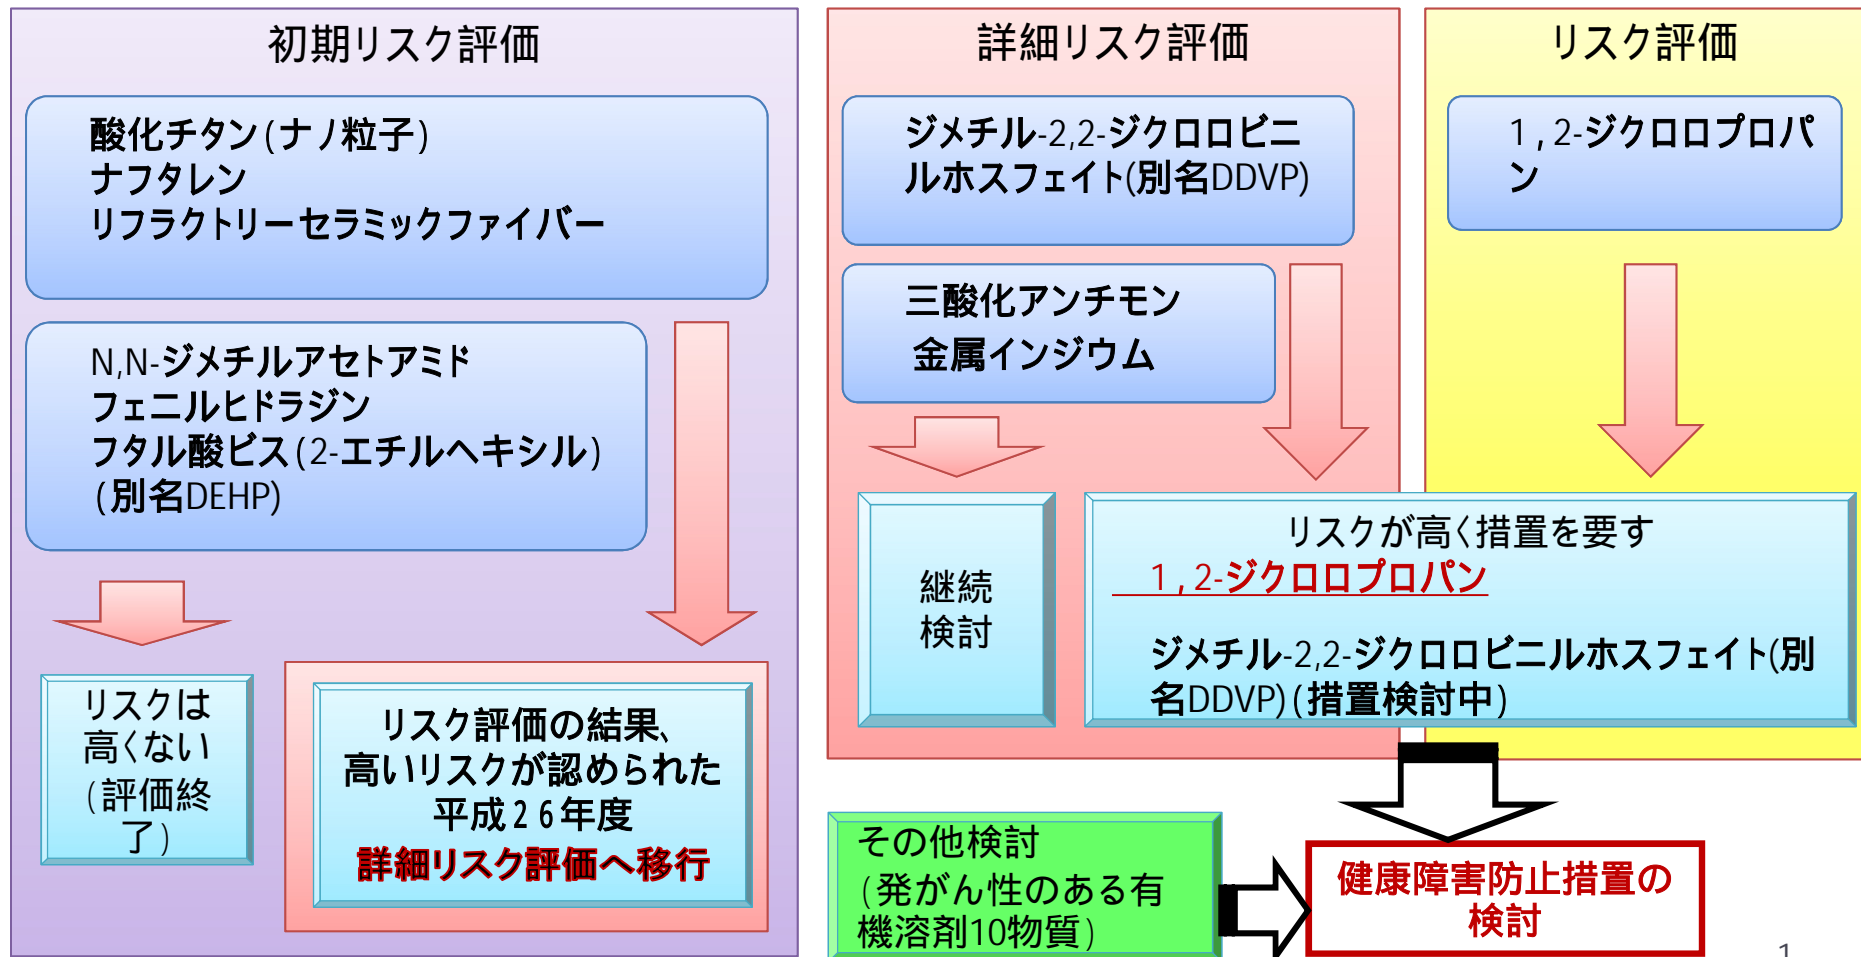 初期リスク評価
酸化チタン(ナノ粒子)
ナフタレン
リフラクトリーセラミックファイバー
N,N-ジメチルアセトアミド
フェニルヒドラジン
フタル酸ビス(2-エチルヘキシル)
(別名DEHP)
リスクは
高くない
(評価終
了)
リスク評価の結果、
高いリスクが認められた
平成26年度
詳細リスク評価へ移行
詳細リスク評価
ジメチル-2,2-ジクロロビニ
ルホスフェイト(別名DDVP)
三酸化アンチモン
金属インジウム
継続
検討
リスク評価
1,2-ジクロロプロパ
ン
リスクが高く措置を要す
1,2-ジクロロプロパン
ジメチル-2,2-ジクロロビニルホスフェイト(別
名DDVP)(措置検討中)
その他検討
(発がん性のある有
機溶剤10物質)
健康障害防止措置の
検討
1